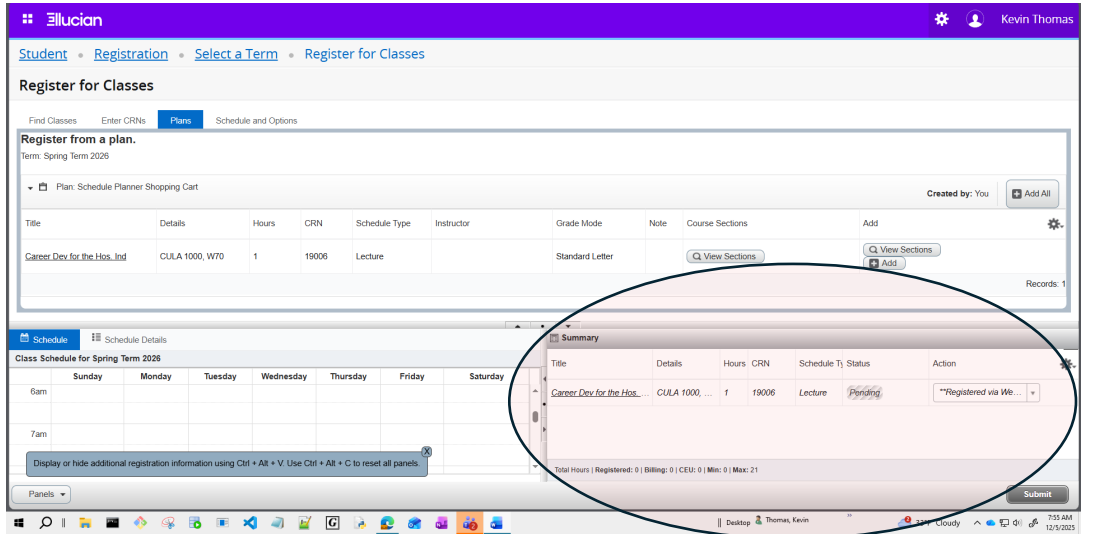 Ellucian Kevin Thomas
Student • Registration • Select a Term • Register for Classes
Register for Classes
Find Classes Enter CRNs Plans Schedule and Options
Register from a plan.
Term: Spring Term 2026
Plan: Schedule Planner Shopping Cart Created by: You Add All
Title Details Hours CRN Schedule Type Instructor Grade Mode Note Course Sections Add
Career Dev for the Hos. Ind CULA 1000, W70 1 19006 Lecture Standard Letter View Sections View Sections
Add
Records: 1
Schedule Schedule Details
Class Schedule for Spring Term 2026
Sunday Monday Tuesday Wednesday Thursday Friday Saturday
6am
7am
Display or hide additional registration information using Ctrl + Alt + V. Use Ctrl + Alt + C to reset all panels. X
Summary
Title Details Hours CRN Schedule Ty Status Action
Career Dev for the Hos. ... CULA 1000, ... 1 19006 Lecture Pending **Registered via We...
Total Hours | Registered: 0 | Billing: 0 | CEU: 0 | Min: 0 | Max: 21
Panels Submit
G Desktop Thomas, Kevin » Cloudy 7:55 AM
12/5/2025